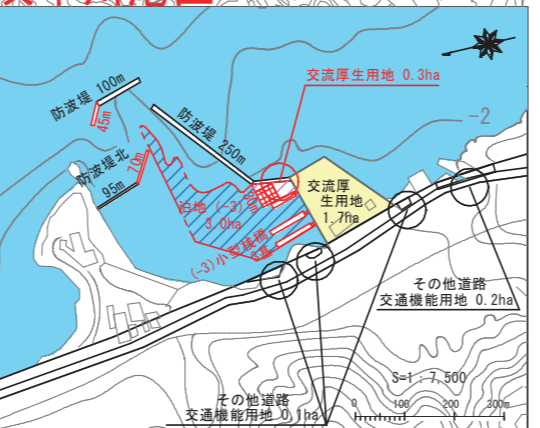 防波堤 100m
45m
交流厚生用地 0.3ha
防波堤 250m
-2
防波堤北
70m
95m
泊地 (-3)
3.0ha
交流厚
生用地
1.7ha
(-3)小型桟橋
2基
その他道路
交通機能用地 0.2ha
その他道路
交通機能用地 0.1ha
S=1：7,500
0 100 200 300m